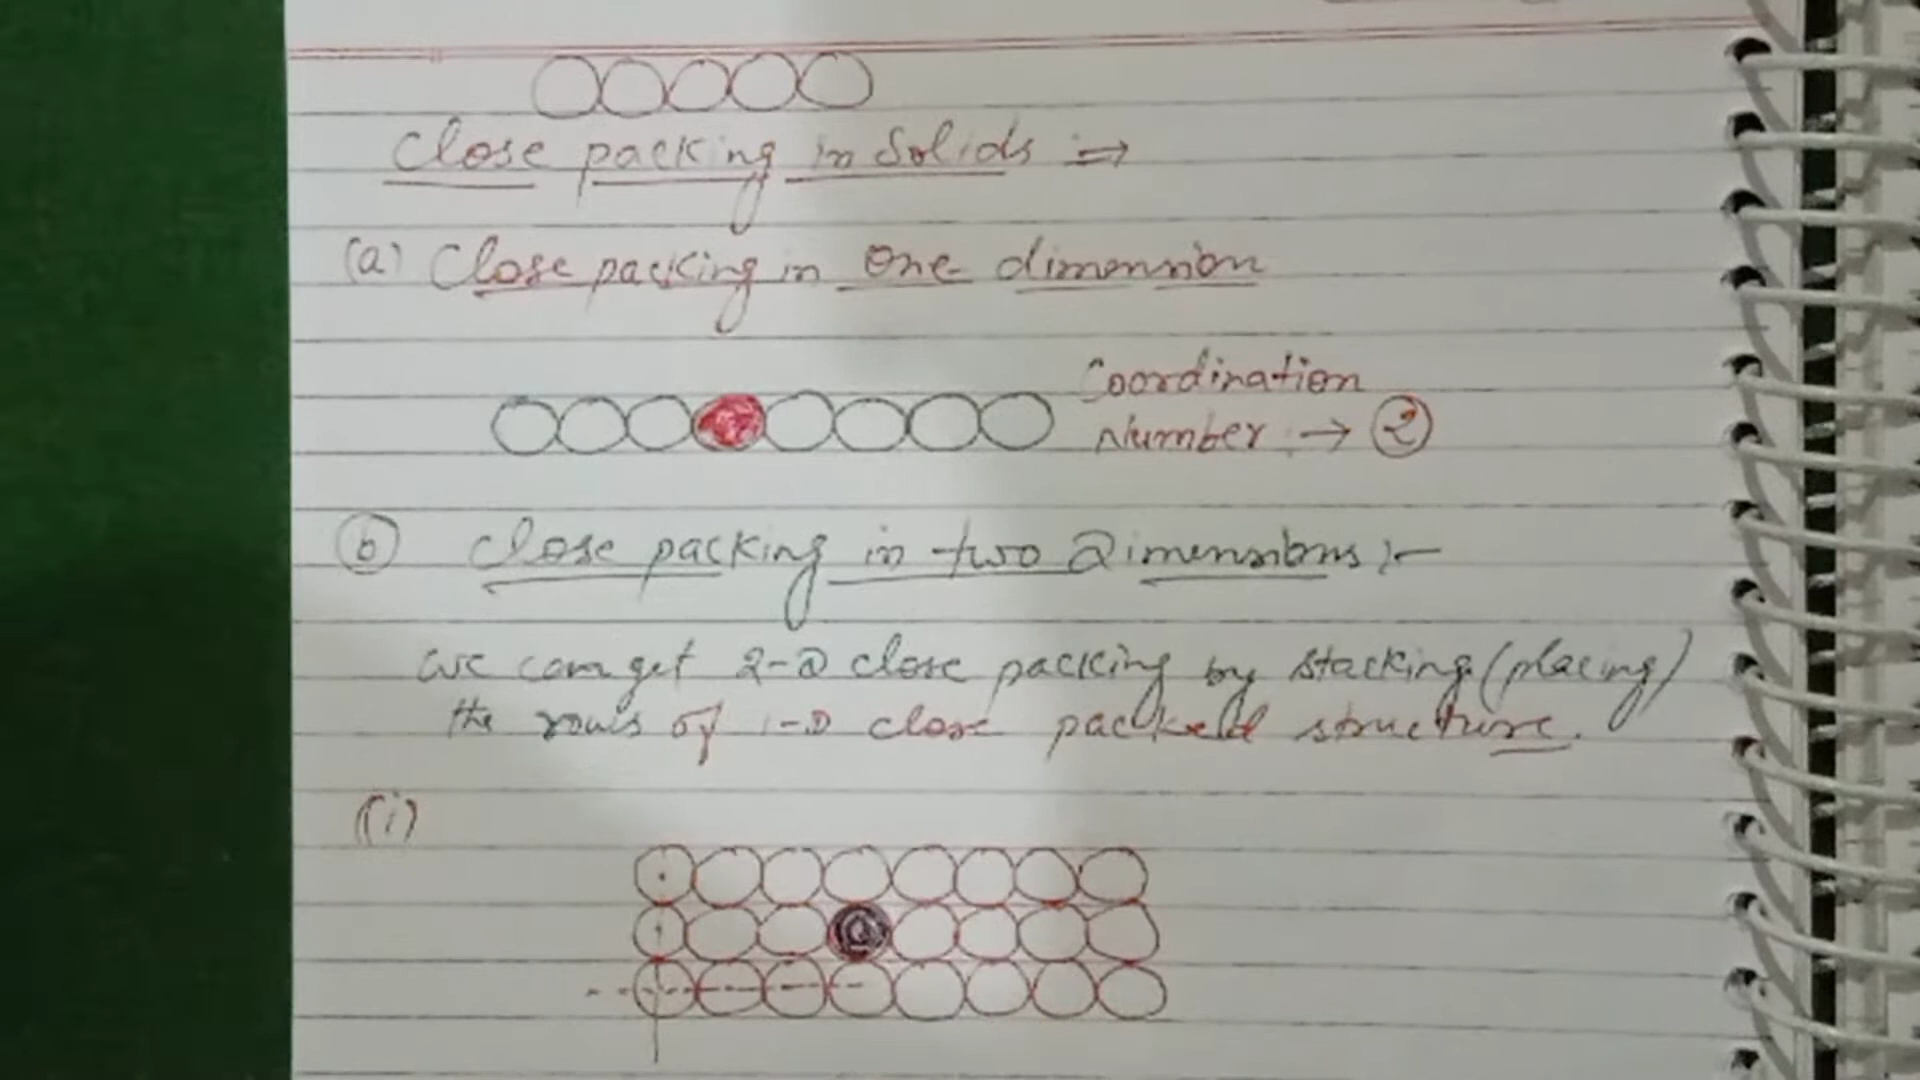 Close packing in Solids ⇒
(a) Close packing in One dimension
Coordination
Number → 2
(b) Close packing in two Dimensions :-
We can get 2-D close packing by stacking (placing)
the rows of 1-D close packed structure.
(i)